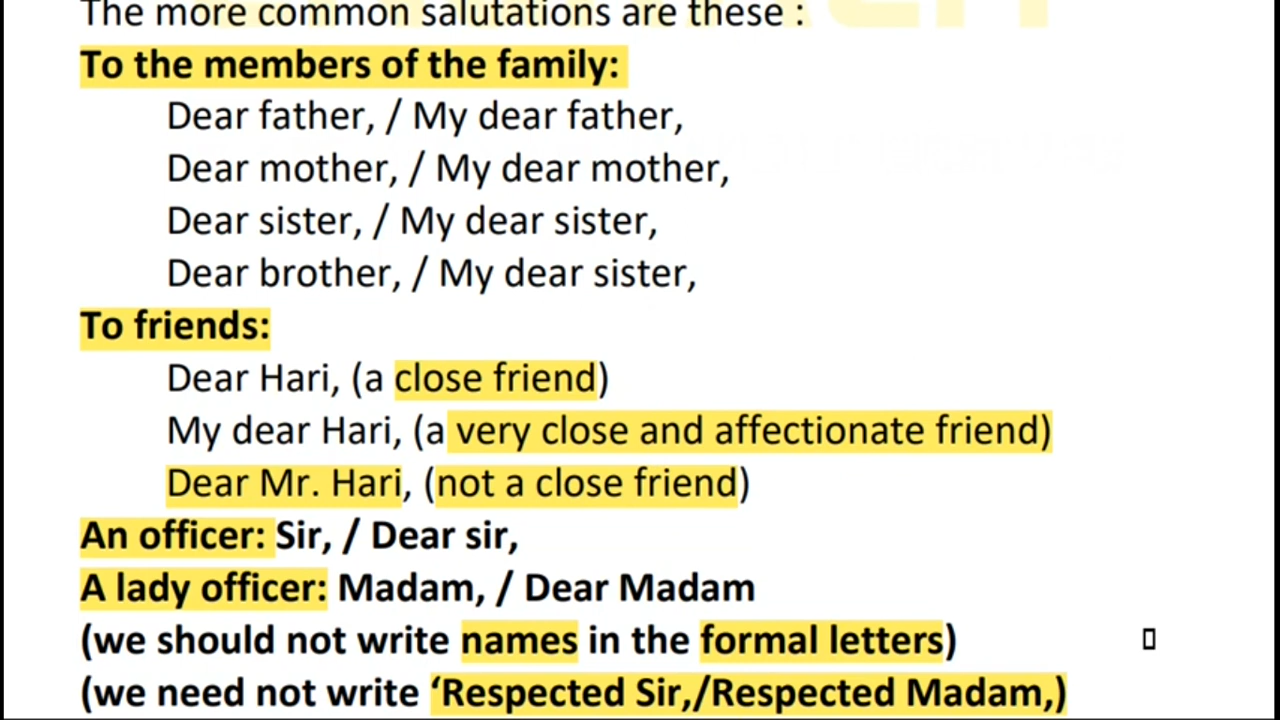 The more common salutations are these :
To the members of the family:
Dear father, / My dear father,
Dear mother, / My dear mother,
Dear sister, / My dear sister,
Dear brother, / My dear sister,
To friends:
Dear Hari, (a close friend)
My dear Hari, (a very close and affectionate friend)
Dear Mr. Hari, (not a close friend)
An officer: Sir, / Dear sir,
A lady officer: Madam, / Dear Madam
(we should not write names in the formal letters)
(we need not write ‘Respected Sir,/Respected Madam,)